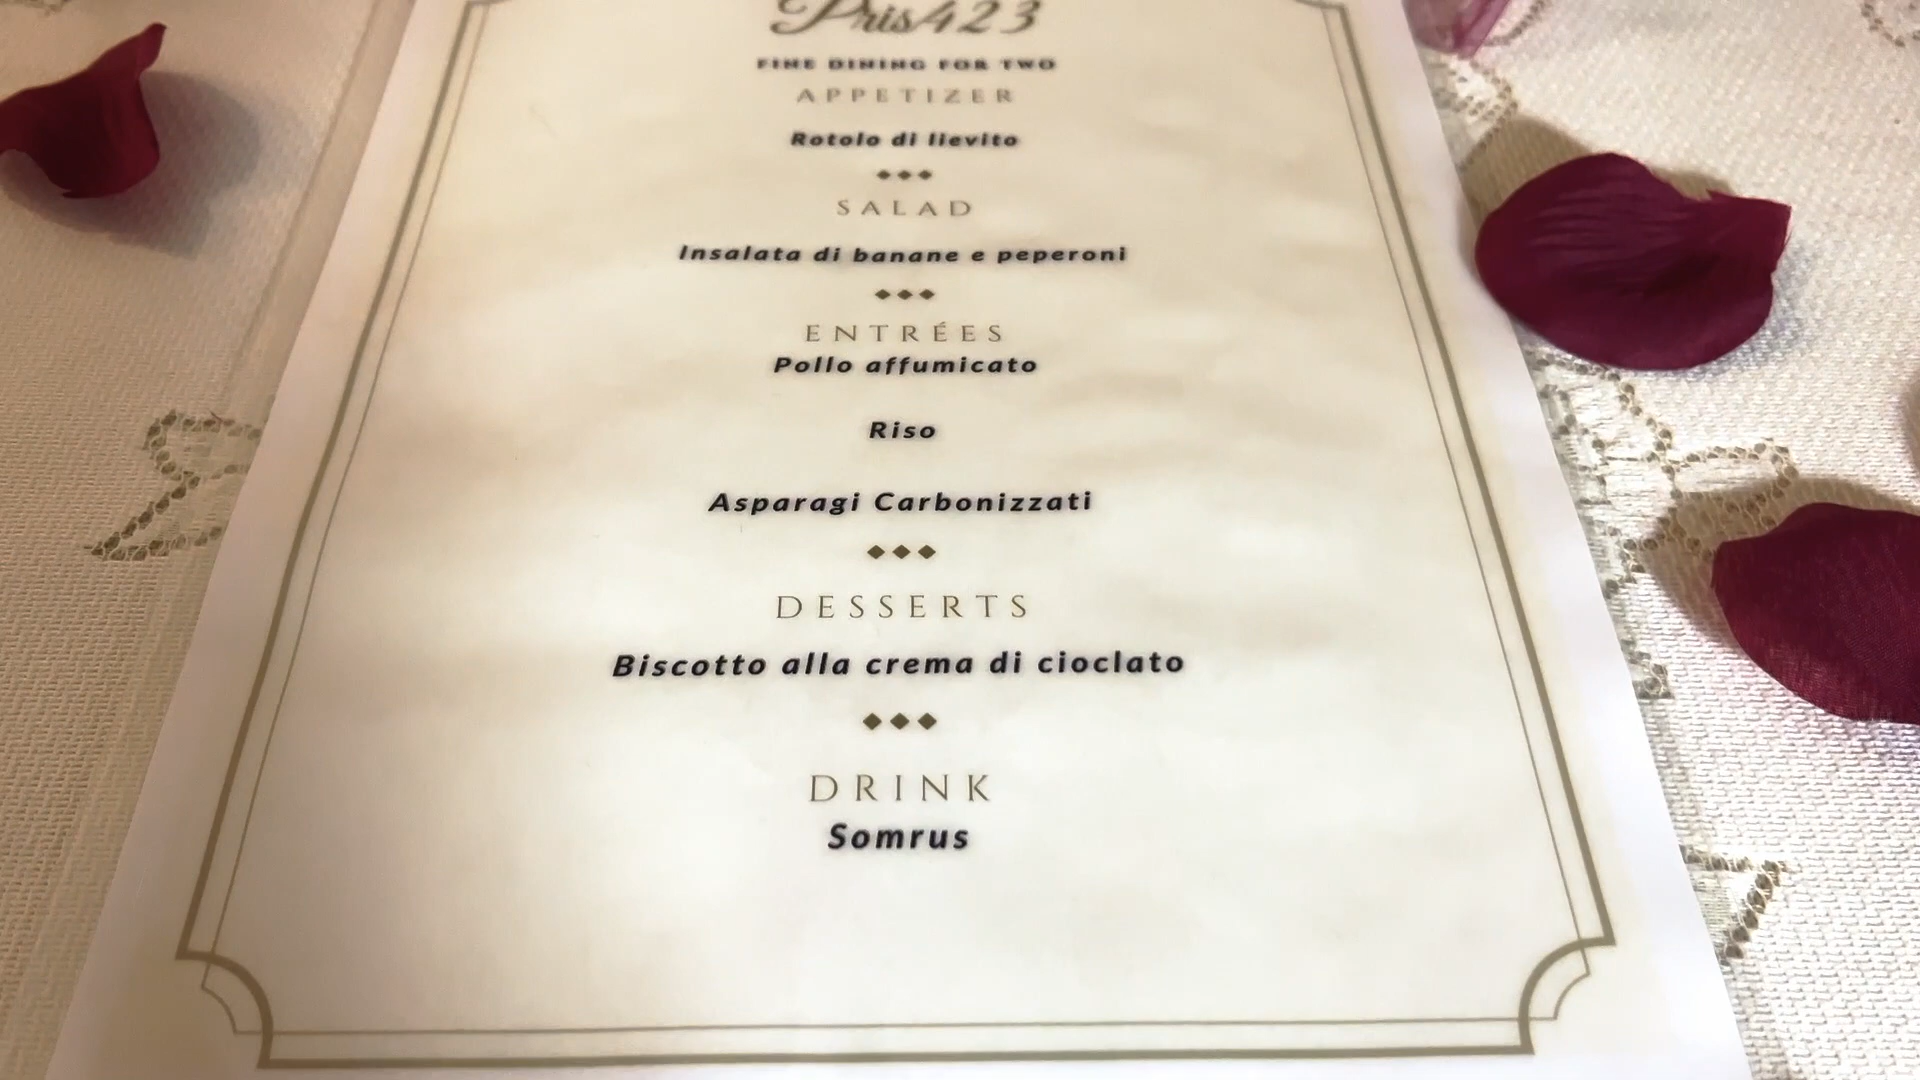 Pris423
FINE DINING FOR TWO
APPETIZER
Rotolo di lievito
SALAD
Insalata di banane e peperoni
ENTRÉES
Pollo affumicato
Riso
Asparagi Carbonizzati
DESSERTS
Biscotto alla crema di cioclato
DRINK
Somrus